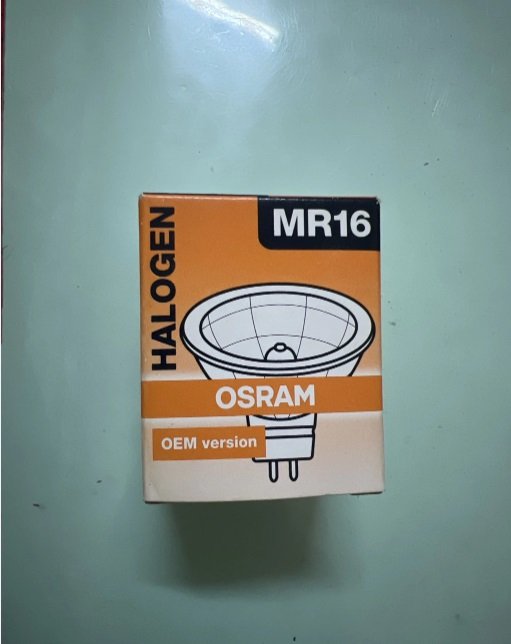 MR16
HALOGEN
OSRAM
OEM version